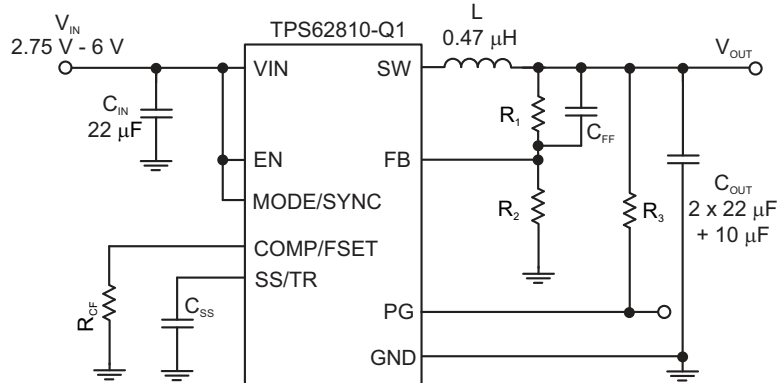 TPS62810-Q1
V_IN
2.75 V - 6 V
L
0.47 μH
V_OUT
VIN
SW
C_IN
22 μF
R_1
C_FF
EN
FB
MODE/SYNC
R_2
R_3
C_OUT
2 x 22 μF
+ 10 μF
COMP/FSET
SS/TR
R_CF
C_SS
PG
GND